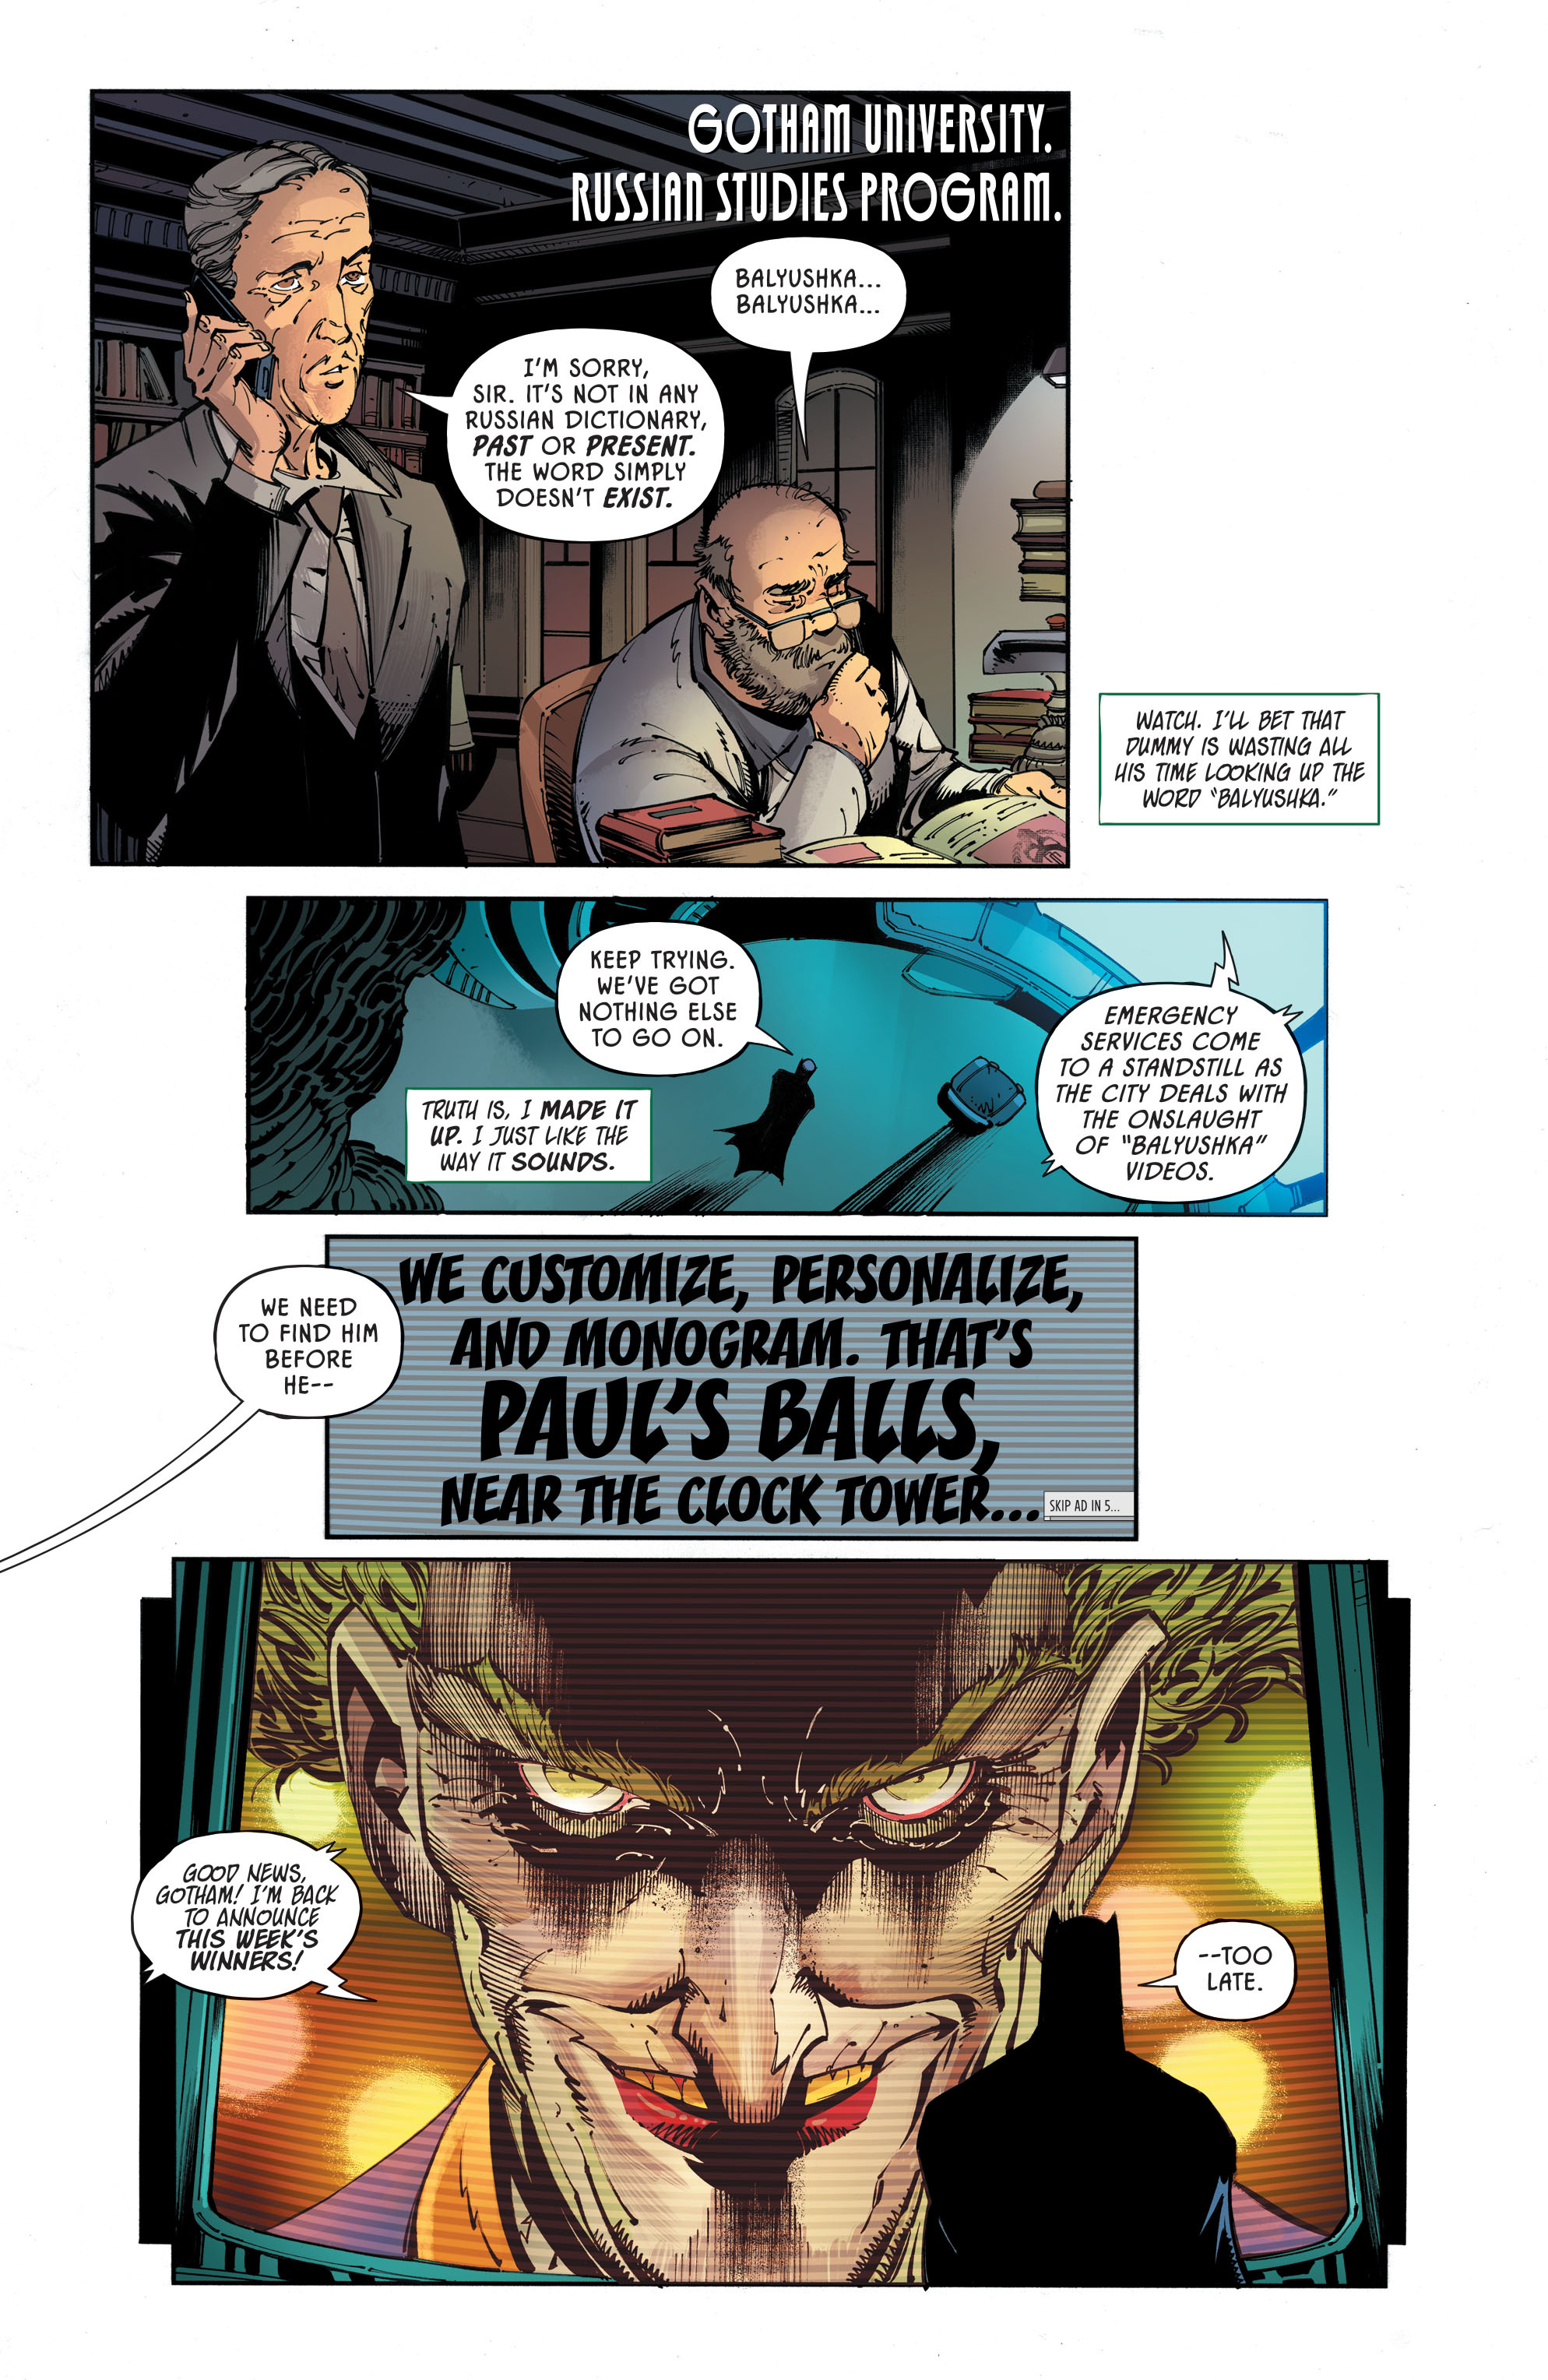 GOTHAM UNIVERSITY.
RUSSIAN STUDIES PROGRAM.
BALYUSHKA...
BALYUSHKA...
I'M SORRY,
SIR. IT'S NOT IN ANY
RUSSIAN DICTIONARY,
PAST OR PRESENT.
THE WORD SIMPLY
DOESN'T EXIST.
WATCH. I'LL BET THAT
DUMMY IS WASTING ALL
HIS TIME LOOKING UP THE
WORD "BALYUSHKA."
KEEP TRYING.
WE'VE GOT
NOTHING ELSE
TO GO ON.
TRUTH IS, I MADE IT
UP. I JUST LIKE THE
WAY IT SOUNDS.
EMERGENCY
SERVICES COME
TO A STANDSTILL AS
THE CITY DEALS WITH
THE ONSLAUGHT
OF "BALYUSHKA"
VIDEOS.
WE NEED
TO FIND HIM
BEFORE
HE--
WE CUSTOMIZE, PERSONALIZE,
AND MONOGRAM. THAT'S
PAUL'S BALLS,
NEAR THE CLOCK TOWER...
SKIP AD IN 5...
GOOD NEWS,
GOTHAM! I'M BACK
TO ANNOUNCE
THIS WEEK'S
WINNERS!
--TOO
LATE.